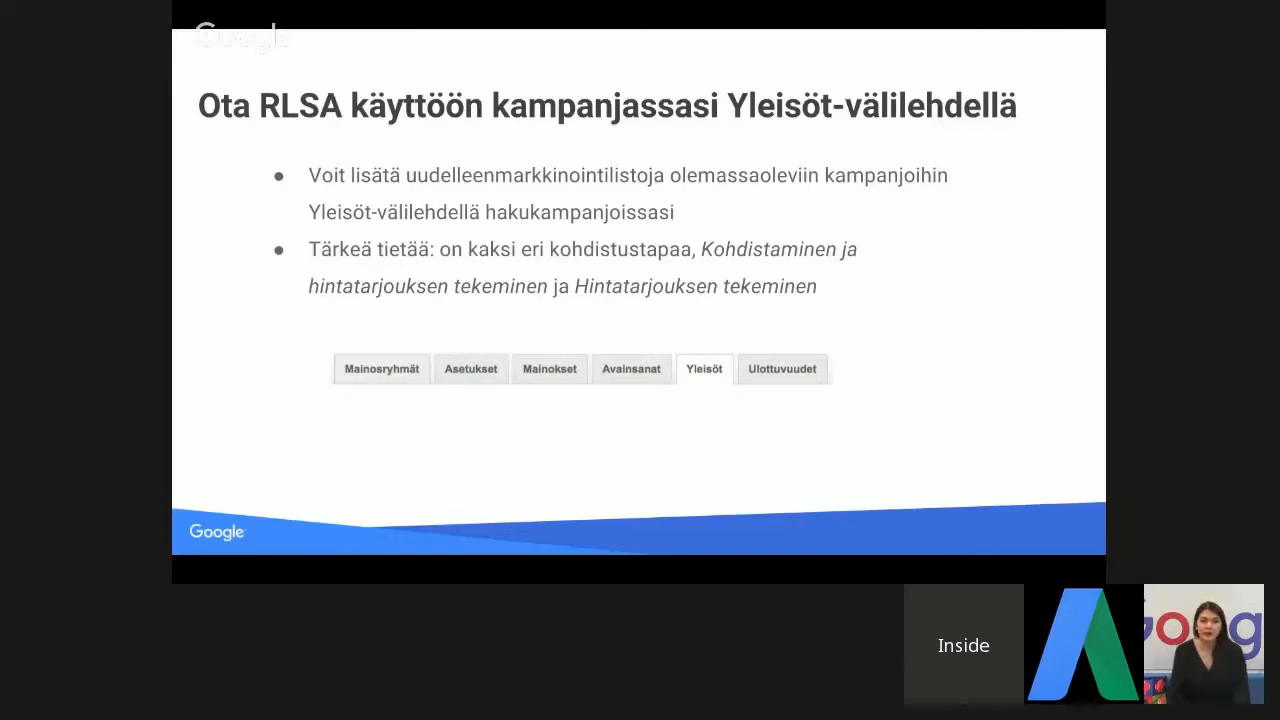 Google
Ota RLSA käyttöön kampanjassasi Yleisöt-välilehdellä
● Voit lisätä uudelleenmarkkinointilistoja olemassaoleviin kampanjoihin
Yleisöt-välilehdellä hakukampanjoissasi
● Tärkeä tietää: on kaksi eri kohdistustapaa, Kohdistaminen ja
hintatarjouksen tekeminen ja Hintatarjouksen tekeminen
Mainosryhmät Asetukset Mainokset Avainsanat Yleisöt Ulottuvuudet
Google
Inside